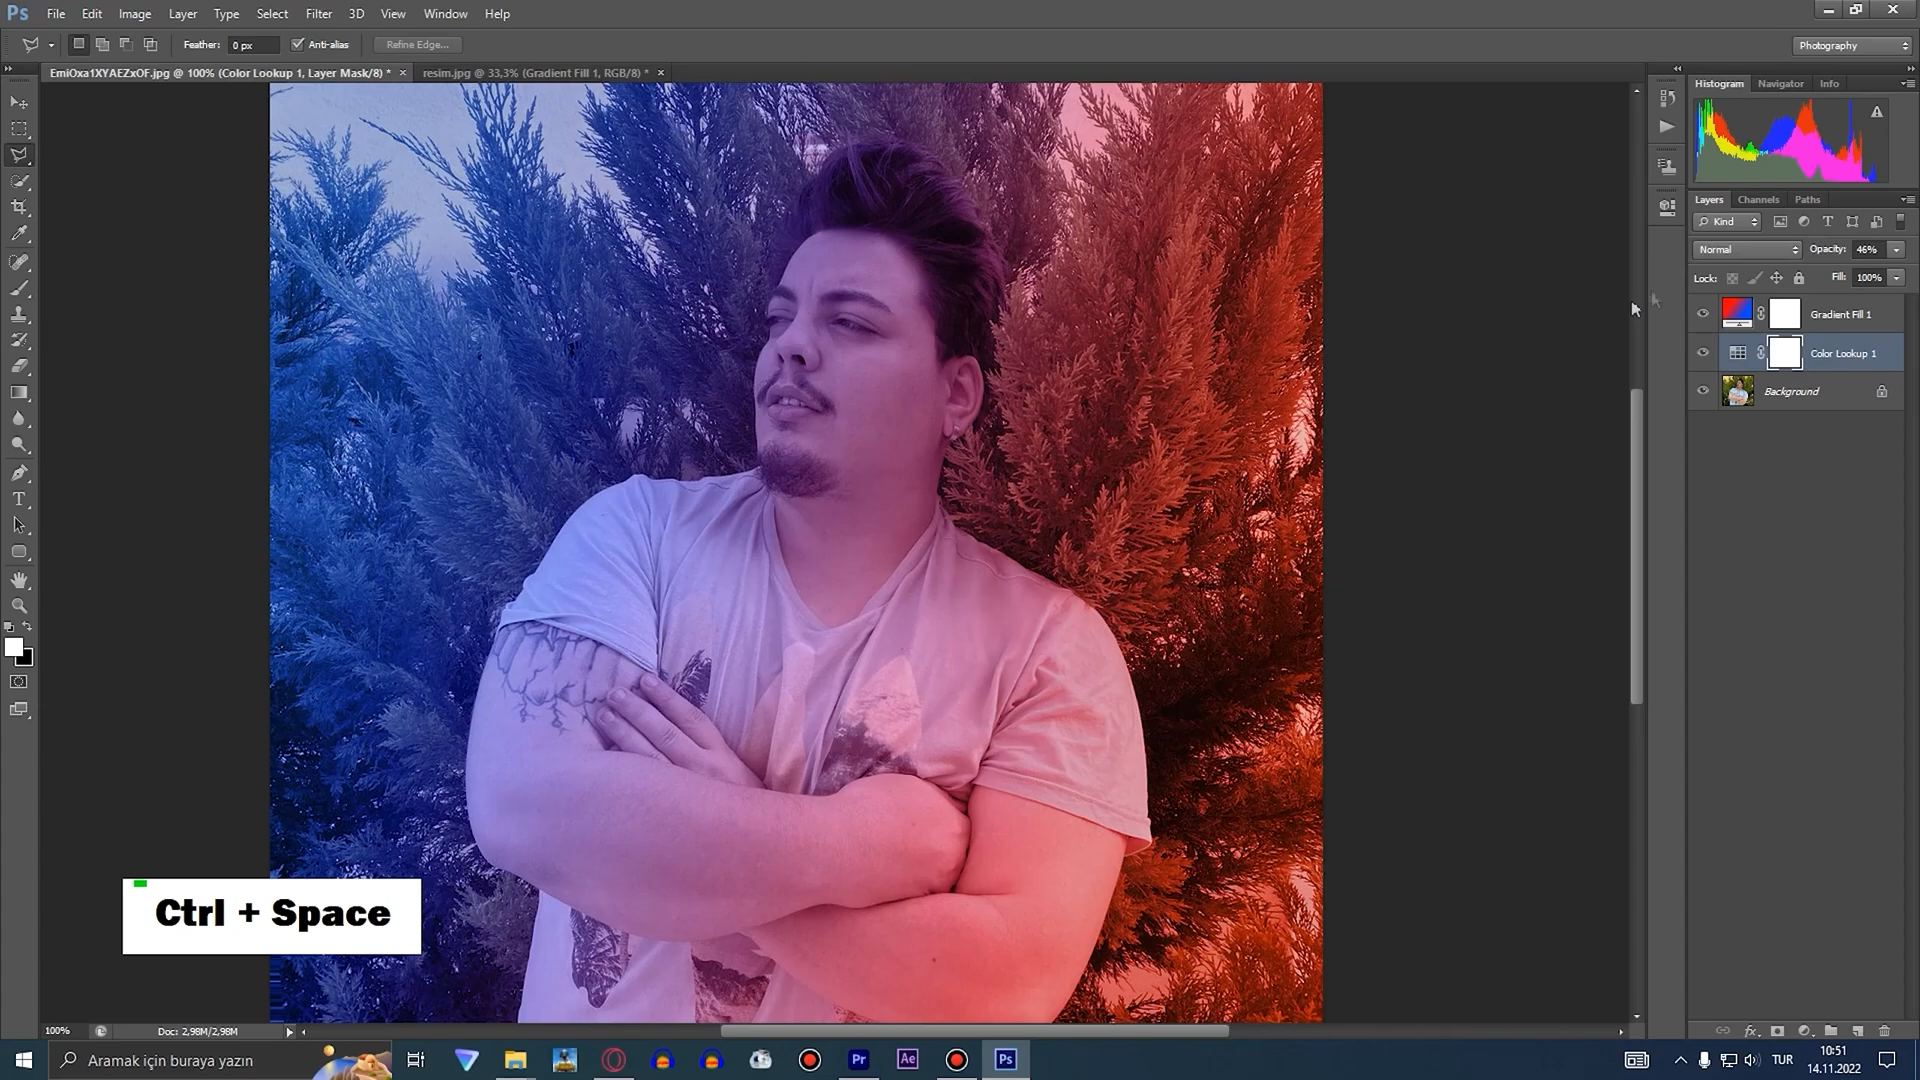 Ps File Edit Image Layer Type Select Filter 3D View Window Help
Feather: 0 px Anti-alias Refine Edge... Photography
EmiOxa1XYAEZxOF.jpg @ 100% (Color Lookup 1, Layer Mask/8) * × resim.jpg @ 33,3% (Gradient Fill 1, RGB/8) * ×
Histogram Navigator Info
Layers Channels Paths
Kind
Normal Opacity: 46%
Lock: Fill: 100%
Gradient Fill 1
Color Lookup 1
Background
Ctrl + Space
100% Doc: 2,98M/2,98M
Aramak için buraya yazın
Pr Ae Ps
TUR
10:51
14.11.2022